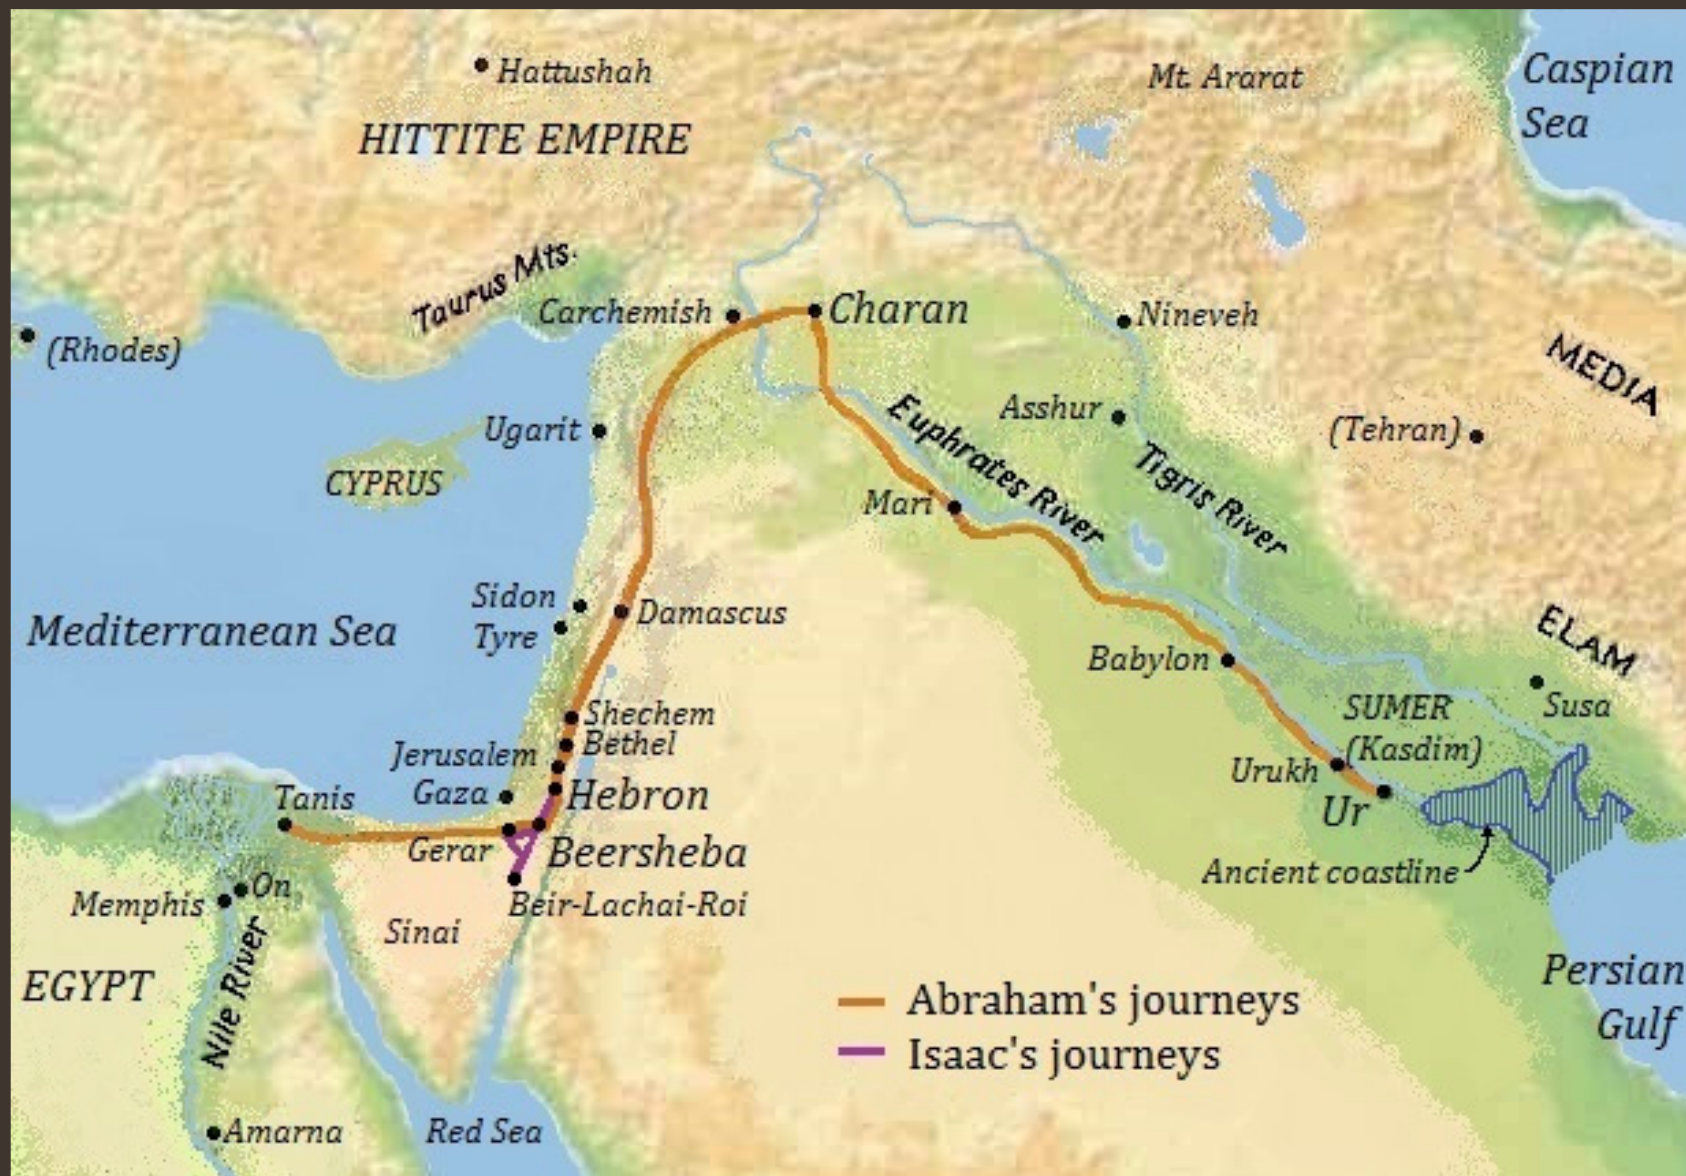 Hattushah
HITTITE EMPIRE
Mt. Ararat
Caspian
Sea
Taurus Mts.
(Rhodes)
Carchemish
Charan
Nineveh
MEDIA
Ugarit
CYPRUS
Euphrates River
Asshur
Tigris River
(Tehran)
Mari
Mediterranean Sea
Sidon
Tyre
Damascus
Babylon
ELAM
Susa
SUMER
(Kasdim)
Shechem
Bethel
Jerusalem
Gaza
Hebron
Urukh
Ur
Tanis
Gerar
Beersheba
Beir-Lachai-Roi
Ancient coastline
On
Memphis
Sinai
EGYPT
Nile River
Persian
Gulf
Abraham's journeys
Isaac's journeys
Amarna
Red Sea